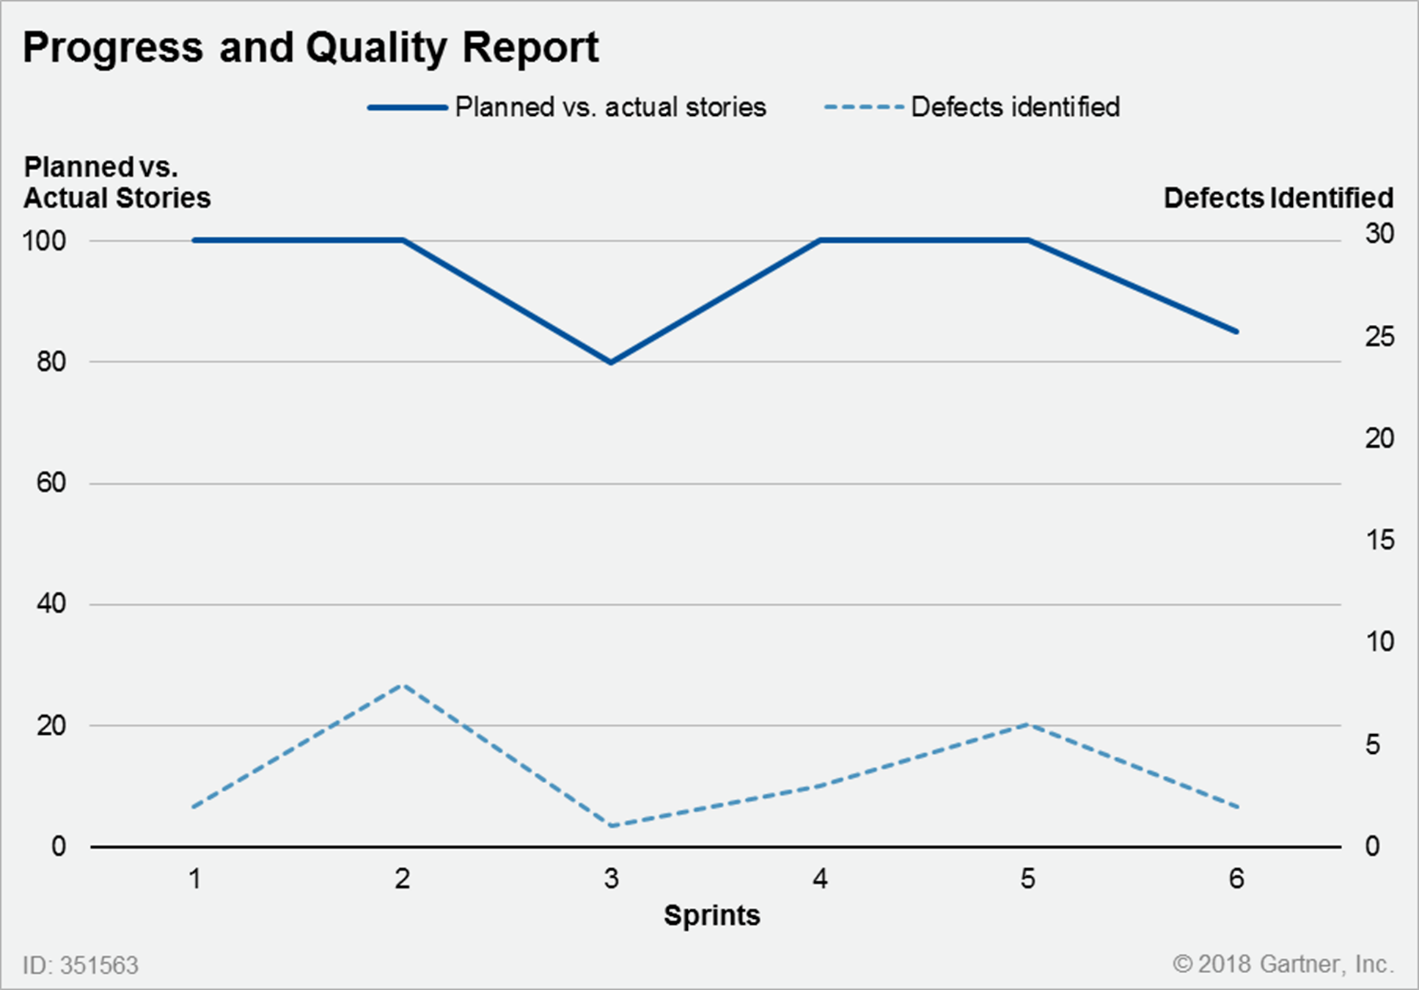 Progress and Quality Report
Planned vs. actual stories
Defects identified
Planned vs.
Actual Stories
Defects Identified
100
80
60
40
20
0
30
25
20
15
10
5
0
1 2 3 4 5 6
Sprints
ID: 351563
© 2018 Gartner, Inc.